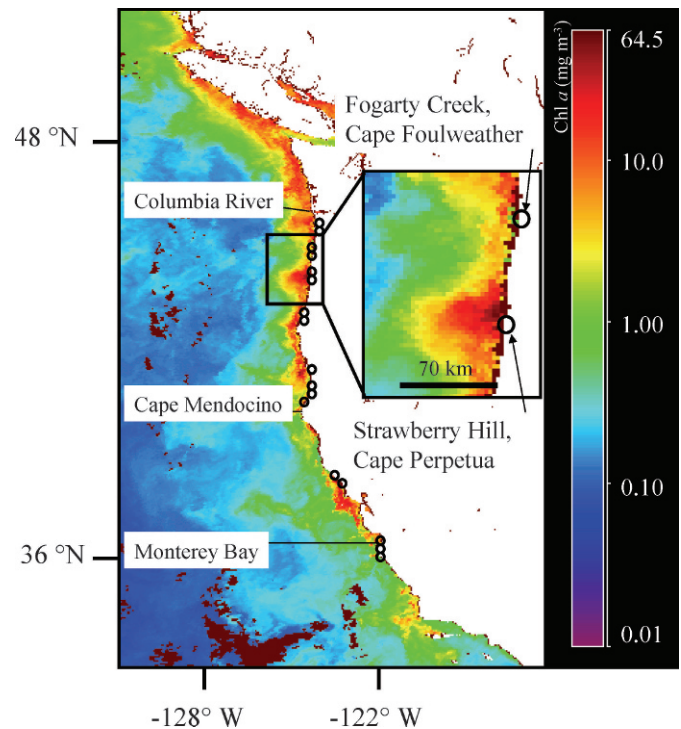 Chl a (mg m-3)
64.5
Fogarty Creek,
Cape Foulweather
48 °N
10.0
Columbia River
1.00
70 km
Cape Mendocino
Strawberry Hill,
Cape Perpetua
0.10
Monterey Bay
36 °N
0.01
-128° W
-122° W